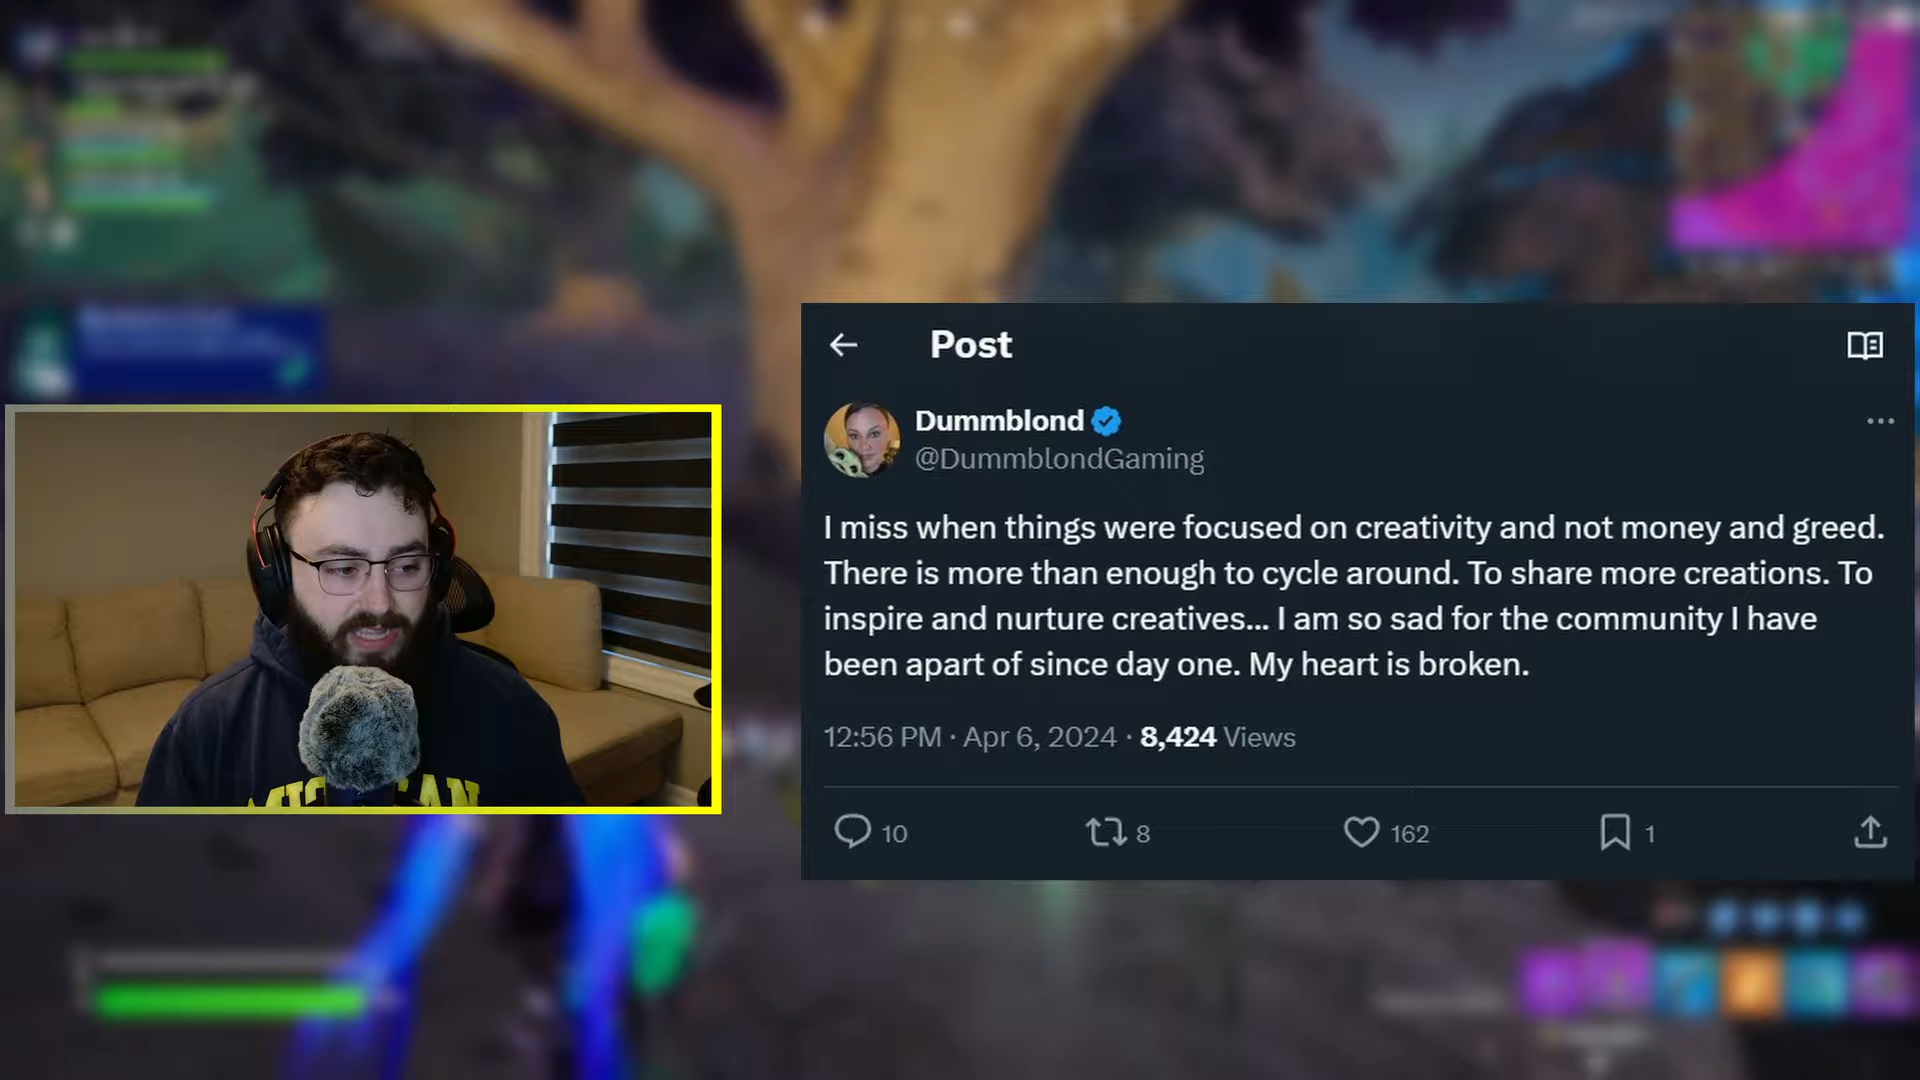 Post
Dummblond
@DummblondGaming
I miss when things were focused on creativity and not money and greed.
There is more than enough to cycle around. To share more creations. To
inspire and nurture creatives... I am so sad for the community I have
been apart of since day one. My heart is broken.
12:56 PM · Apr 6, 2024 · 8,424 Views
10 8 162 1